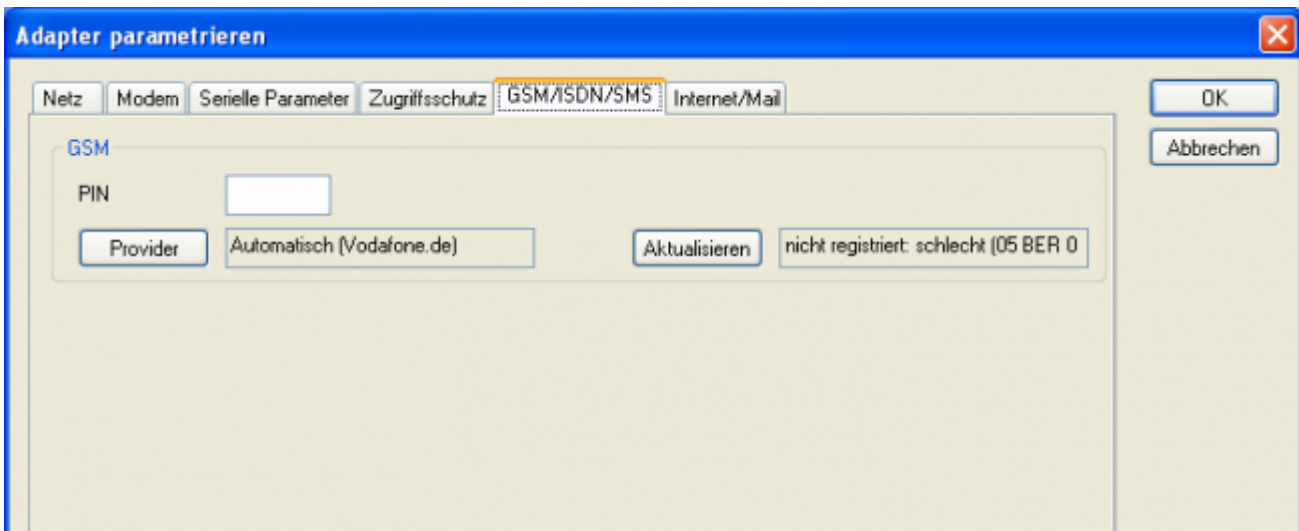 Adapter parametrieren
Netz Modem Serielle Parameter Zugriffsschutz GSM/ISDN/SMS Internet/Mail
OK
Abbrechen
GSM
PIN
Provider Automatisch (Vodafone.de) Aktualisieren nicht registriert: schlecht (05 BER 0